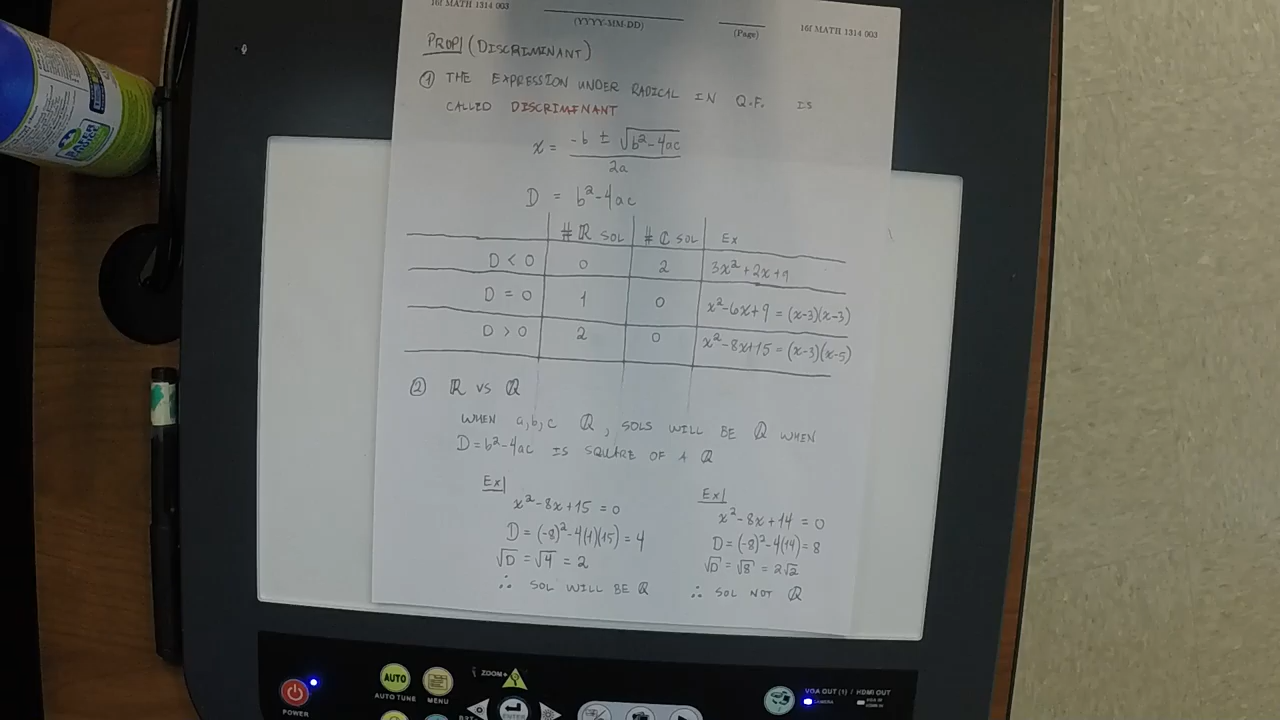 16f MATH 1314 003
(YYYY-MM-DD)
(Page)
16f MATH 1314 003
PROP (DISCRIMINANT)
① THE EXPRESSION UNDER RADICAL IN Q.F. IS
CALLED DISCRIMINANT
x = (-b ± √(b²-4ac))/2a
D = b²-4ac
# ℝ SOL # ℂ SOL EX
D < 0 0 2 3x²+2x+9
D = 0 1 0 x²-6x+9 = (x-3)(x-3)
D > 0 2 0 x²-8x+15 = (x-3)(x-5)
② ℝ VS ℚ
WHEN a,b,c ℚ, SOLS WILL BE ℚ WHEN
D=b²-4ac IS SQUARE OF A ℚ
Ex
x²-8x+15 = 0
D = (-8)²-4(1)(15) = 4
√D = √4 = 2
∴ SOL WILL BE ℚ
Ex
x²-8x+14 = 0
D = (-8)²-4(14) = 8
√D = √8 = 2√2
∴ SOL NOT ℚ
POWER
AUTO
AUTO TUNE
MENU
ZOOM+
ENTER
VGA OUT (1) / HDMI OUT
CAMERA